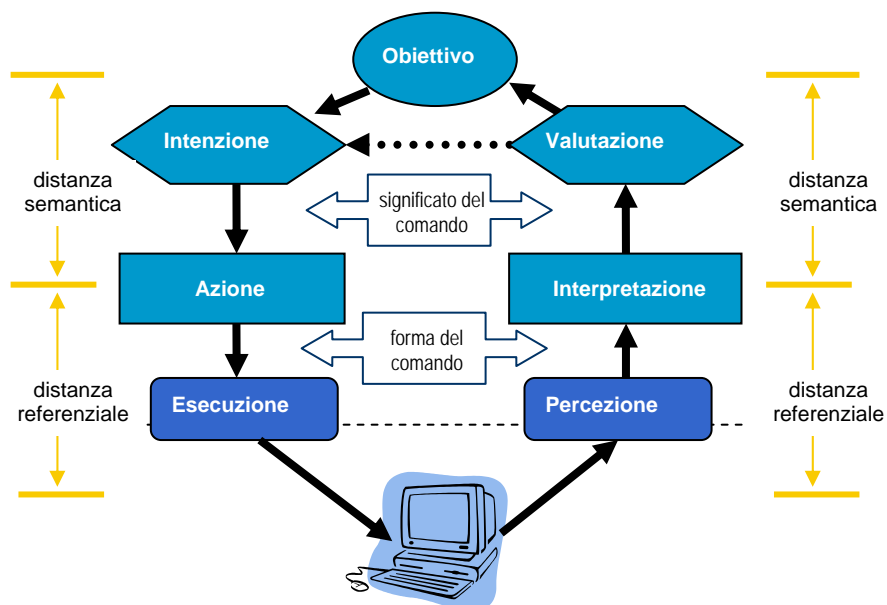 Obiettivo
Intenzione
Valutazione
distanza
semantica
significato del
comando
distanza
semantica
Azione
Interpretazione
forma del
comando
distanza
referenziale
Esecuzione
Percezione
distanza
referenziale